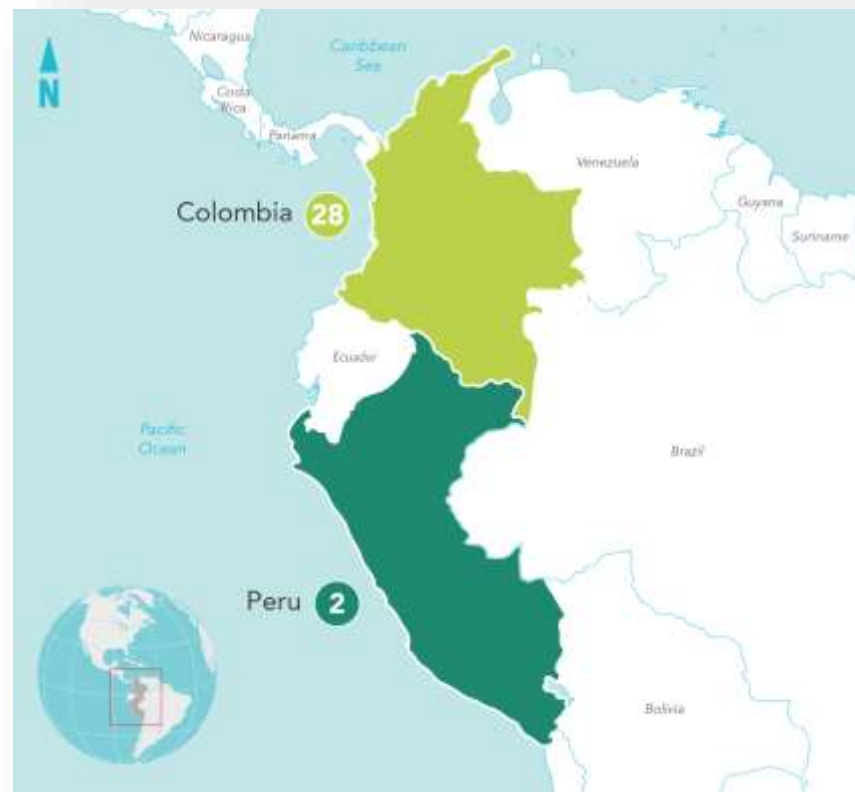 Nicaragua
Caribbean
Sea
N
Costa
Rica
Panama
Venezuela
Guyana
Colombia 28
Suriname
Ecuador
Pacific
Ocean
Brazil
Peru 2
Bolivia